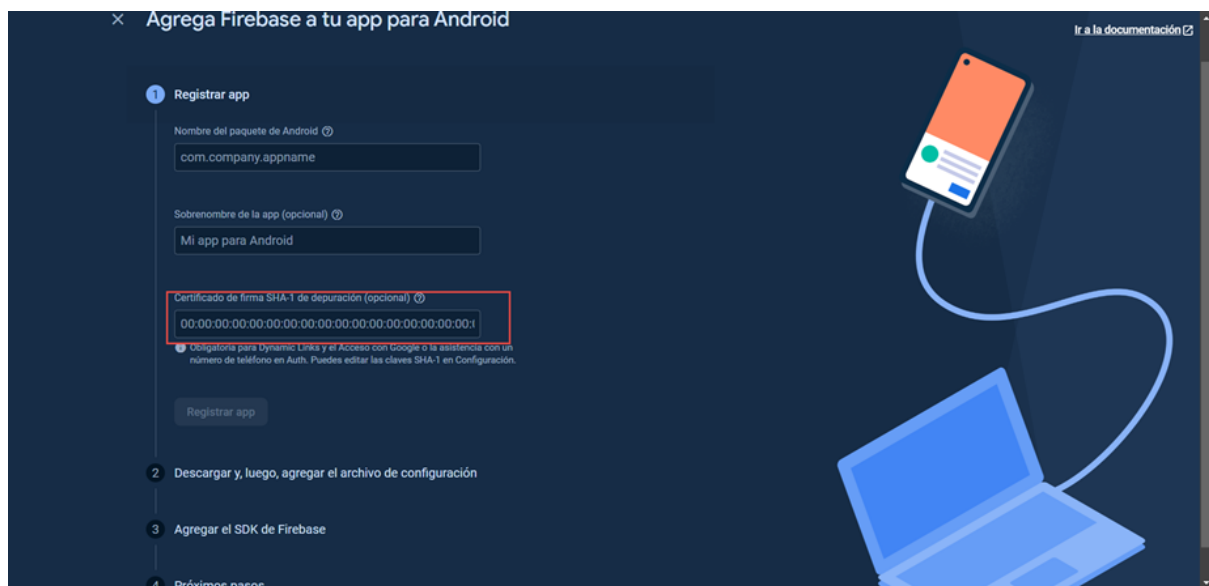 Agrega Firebase a tu app para Android
Ir a la documentación
1 Registrar app
Nombre del paquete de Android
com.company.appname
Sobrenombre de la app (opcional)
Mi app para Android
Certificado de firma SHA-1 de depuración (opcional)
00:00:00:00:00:00:00:00:00:00:00:00:00:00:00:00:00:
Obligatoria para Dynamic Links y el Acceso con Google o la asistencia con un
número de teléfono en Auth. Puedes editar las claves SHA-1 en Configuración.
Registrar app
2 Descargar y, luego, agregar el archivo de configuración
3 Agregar el SDK de Firebase
4 Próximos pasos